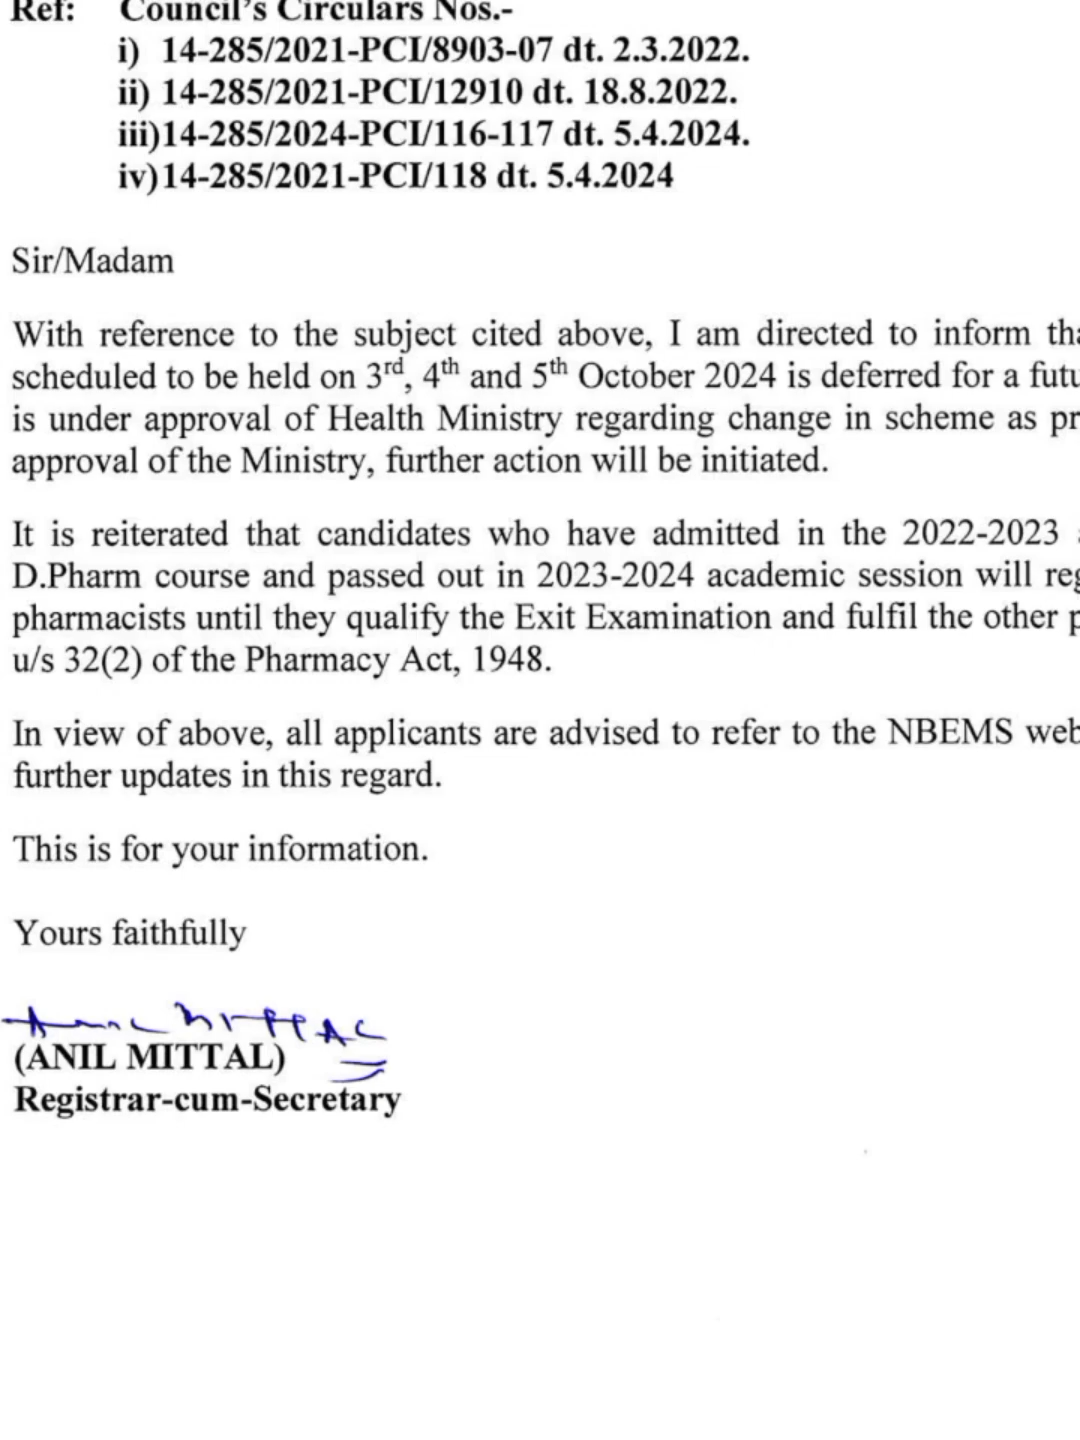 Ref: Council's Circulars Nos.-
i) 14-285/2021-PCI/8903-07 dt. 2.3.2022.
ii) 14-285/2021-PCI/12910 dt. 18.8.2022.
iii)14-285/2024-PCI/116-117 dt. 5.4.2024.
iv)14-285/2021-PCI/118 dt. 5.4.2024
Sir/Madam
With reference to the subject cited above, I am directed to inform
scheduled to be held on 3rd, 4th and 5th October 2024 is deferred for a
is under approval of Health Ministry regarding change in scheme as
approval of the Ministry, further action will be initiated.
It is reiterated that candidates who have admitted in the 2022-2023
D.Pharm course and passed out in 2023-2024 academic session will
pharmacists until they qualify the Exit Examination and fulfil the other
u/s 32(2) of the Pharmacy Act, 1948.
In view of above, all applicants are advised to refer to the NBEMS
further updates in this regard.
This is for your information.
Yours faithfully
Anil Mittal
(ANIL MITTAL)
Registrar-cum-Secretary